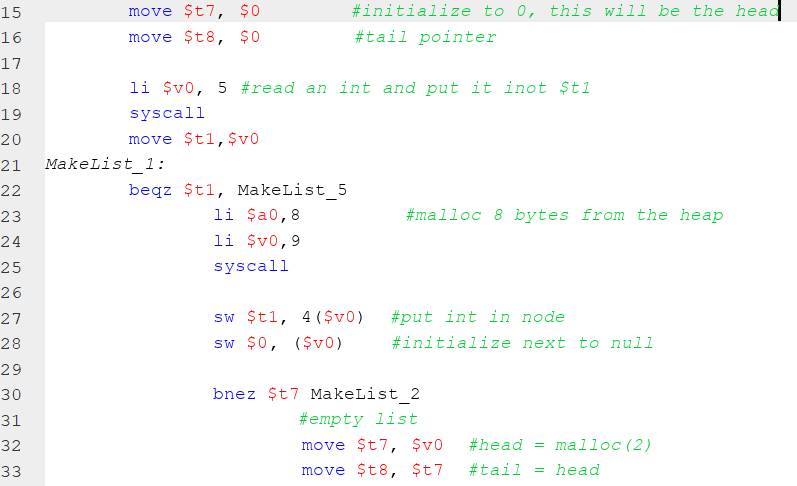 15 move $t7, $0 #initialize to 0, this will be the head
16 move $t8, $0 #tail pointer
17
18 li $v0, 5 #read an int and put it inot $t1
19 syscall
20 move $t1,$v0
21 MakeList_1:
22 beqz $t1, MakeList_5
23 li $a0,8 #malloc 8 bytes from the heap
24 li $v0,9
25 syscall
26
27 sw $t1, 4($v0) #put int in node
28 sw $0, ($v0) #initialize next to null
29
30 bnez $t7 MakeList_2
31 #empty list
32 move $t7, $v0 #head = malloc(2)
33 move $t8, $t7 #tail = head